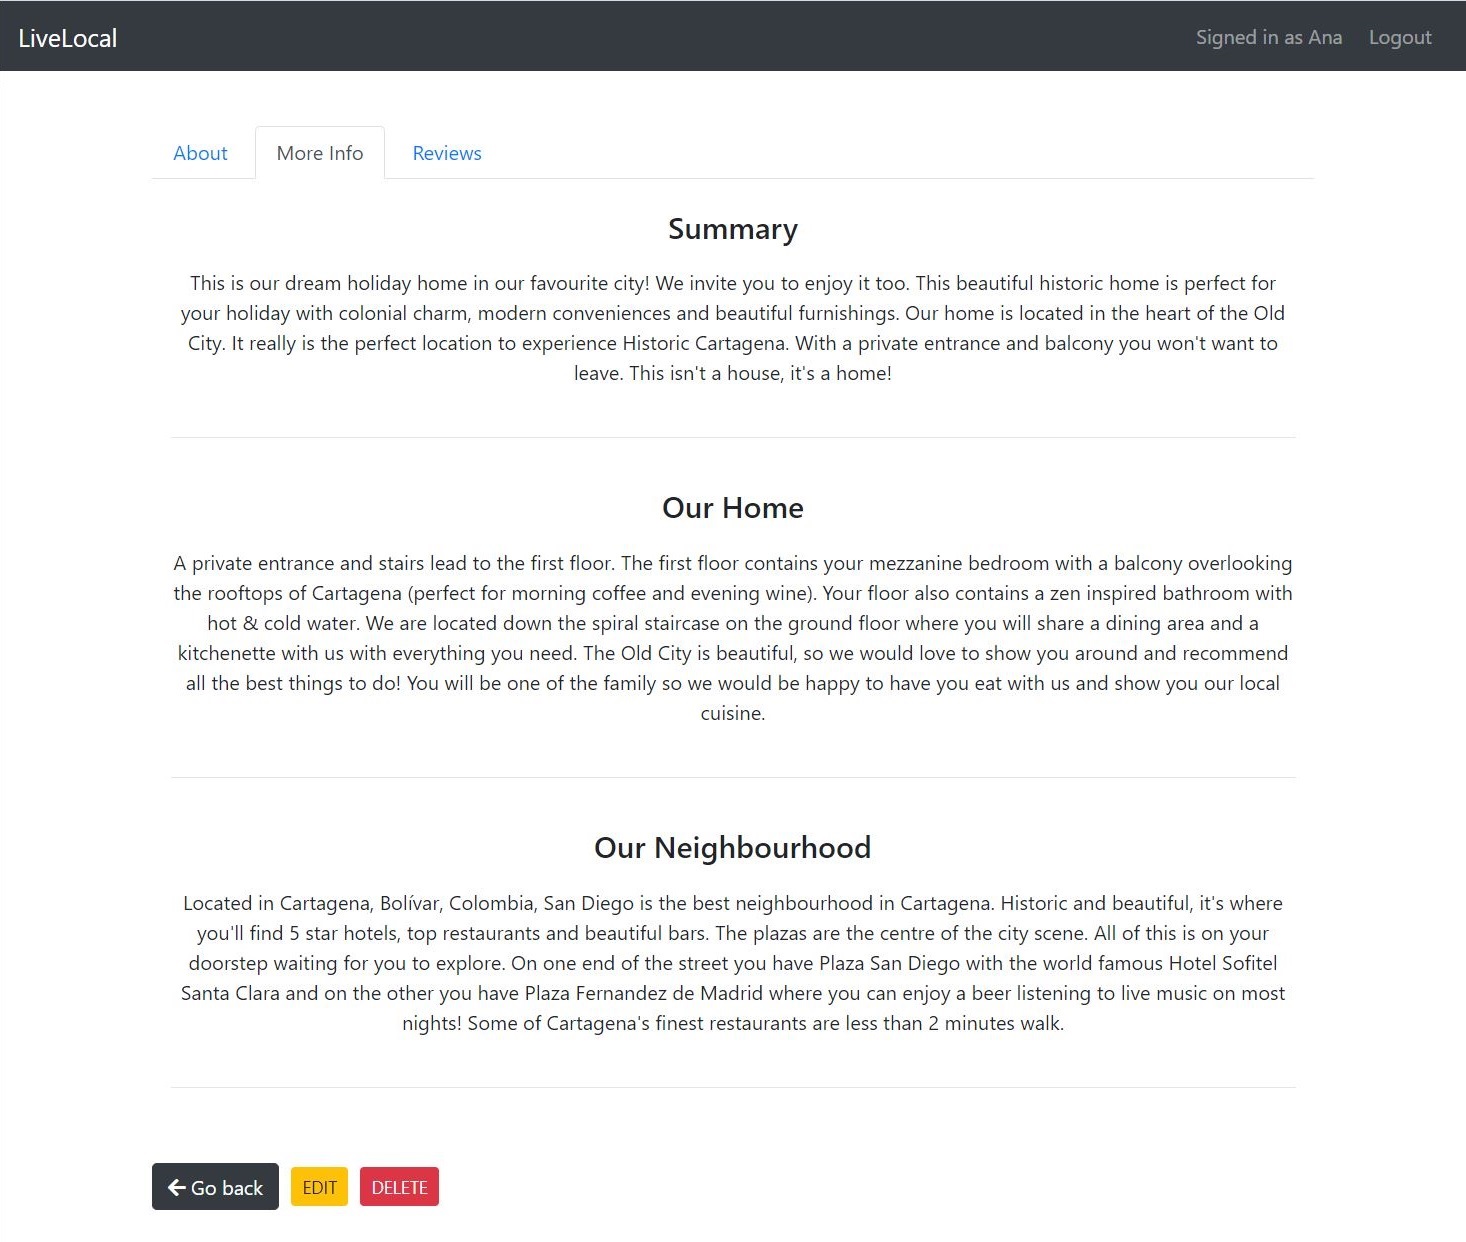 LiveLocal
Signed in as Ana
Logout
About
More Info
Reviews
Summary
This is our dream holiday home in our favourite city! We invite you to enjoy it too. This beautiful historic home is perfect for
your holiday with colonial charm, modern conveniences and beautiful furnishings. Our home is located in the heart of the Old
City. It really is the perfect location to experience Historic Cartagena. With a private entrance and balcony you won't want to
leave. This isn't a house, it's a home!
Our Home
A private entrance and stairs lead to the first floor. The first floor contains your mezzanine bedroom with a balcony overlooking
the rooftops of Cartagena (perfect for morning coffee and evening wine). Your floor also contains a zen inspired bathroom with
hot & cold water. We are located down the spiral staircase on the ground floor where you will share a dining area and a
kitchenette with us with everything you need. The Old City is beautiful, so we would love to show you around and recommend
all the best things to do! You will be one of the family so we would be happy to have you eat with us and show you our local
cuisine.
Our Neighbourhood
Located in Cartagena, Bolívar, Colombia, San Diego is the best neighbourhood in Cartagena. Historic and beautiful, it's where
you'll find 5 star hotels, top restaurants and beautiful bars. The plazas are the centre of the city scene. All of this is on your
doorstep waiting for you to explore. On one end of the street you have Plaza San Diego with the world famous Hotel Sofitel
Santa Clara and on the other you have Plaza Fernandez de Madrid where you can enjoy a beer listening to live music on most
nights! Some of Cartagena's finest restaurants are less than 2 minutes walk.
Go back
EDIT
DELETE